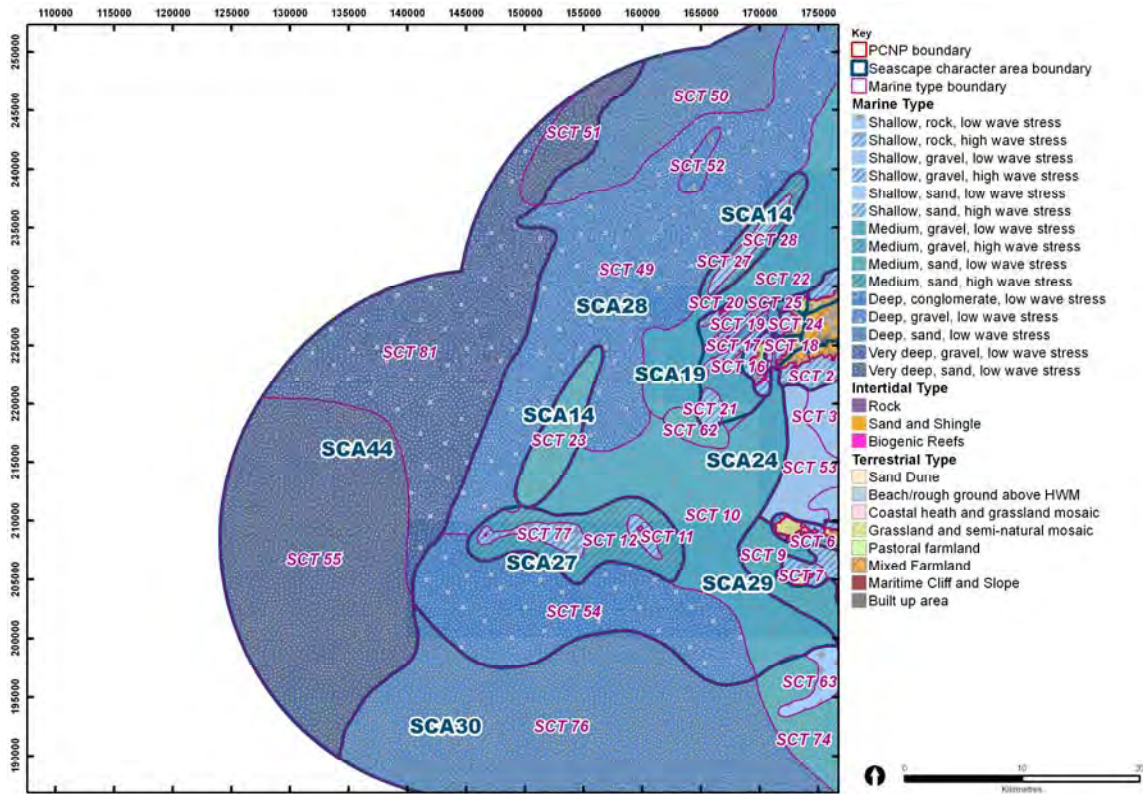 110000 115000 120000 125000 130000 135000 140000 145000 150000 155000 160000 165000 170000 175000
250000
245000
240000
235000
230000
225000
220000
215000
210000
205000
200000
195000
190000
SCT 50
SCT 51
SCT 52
SCA14
SCT 28
SCT 27
SCT 49
SCT 22
SCA28
SCT 20 SCT 25
SCT 19 SCT 24
SCT 17 SCT 18
SCT 16
SCT 81
SCA19
SCT 2
SCT 21
SCT 3
SCA14
SCT 62
SCT 23
SCA44
SCA24
SCT 53
SCT 10
SCT 77
SCT 12 SCT 11
SCT 6
SCA27
SCT 9
SCT 7
SCT 55
SCA29
SCT 54
SCT 63
SCA30
SCT 76
SCT 74
Key
PCNP boundary
Seascape character area boundary
Marine type boundary
Marine Type
Shallow, rock, low wave stress
Shallow, rock, high wave stress
Shallow, gravel, low wave stress
Shallow, gravel, high wave stress
Shallow, sand, low wave stress
Shallow, sand, high wave stress
Medium, gravel, low wave stress
Medium, gravel, high wave stress
Medium, sand, low wave stress
Medium, sand, high wave stress
Deep, conglomerate, low wave stress
Deep, gravel, low wave stress
Deep, sand, low wave stress
Very deep, gravel, low wave stress
Very deep, sand, low wave stress
Intertidal Type
Rock
Sand and Shingle
Biogenic Reefs
Terrestrial Type
Sand Dune
Beach/rough ground above HWM
Coastal heath and grassland mosaic
Grassland and semi-natural mosaic
Pastoral farmland
Mixed Farmland
Maritime Cliff and Slope
Built up area
0 10 20
Kilometres